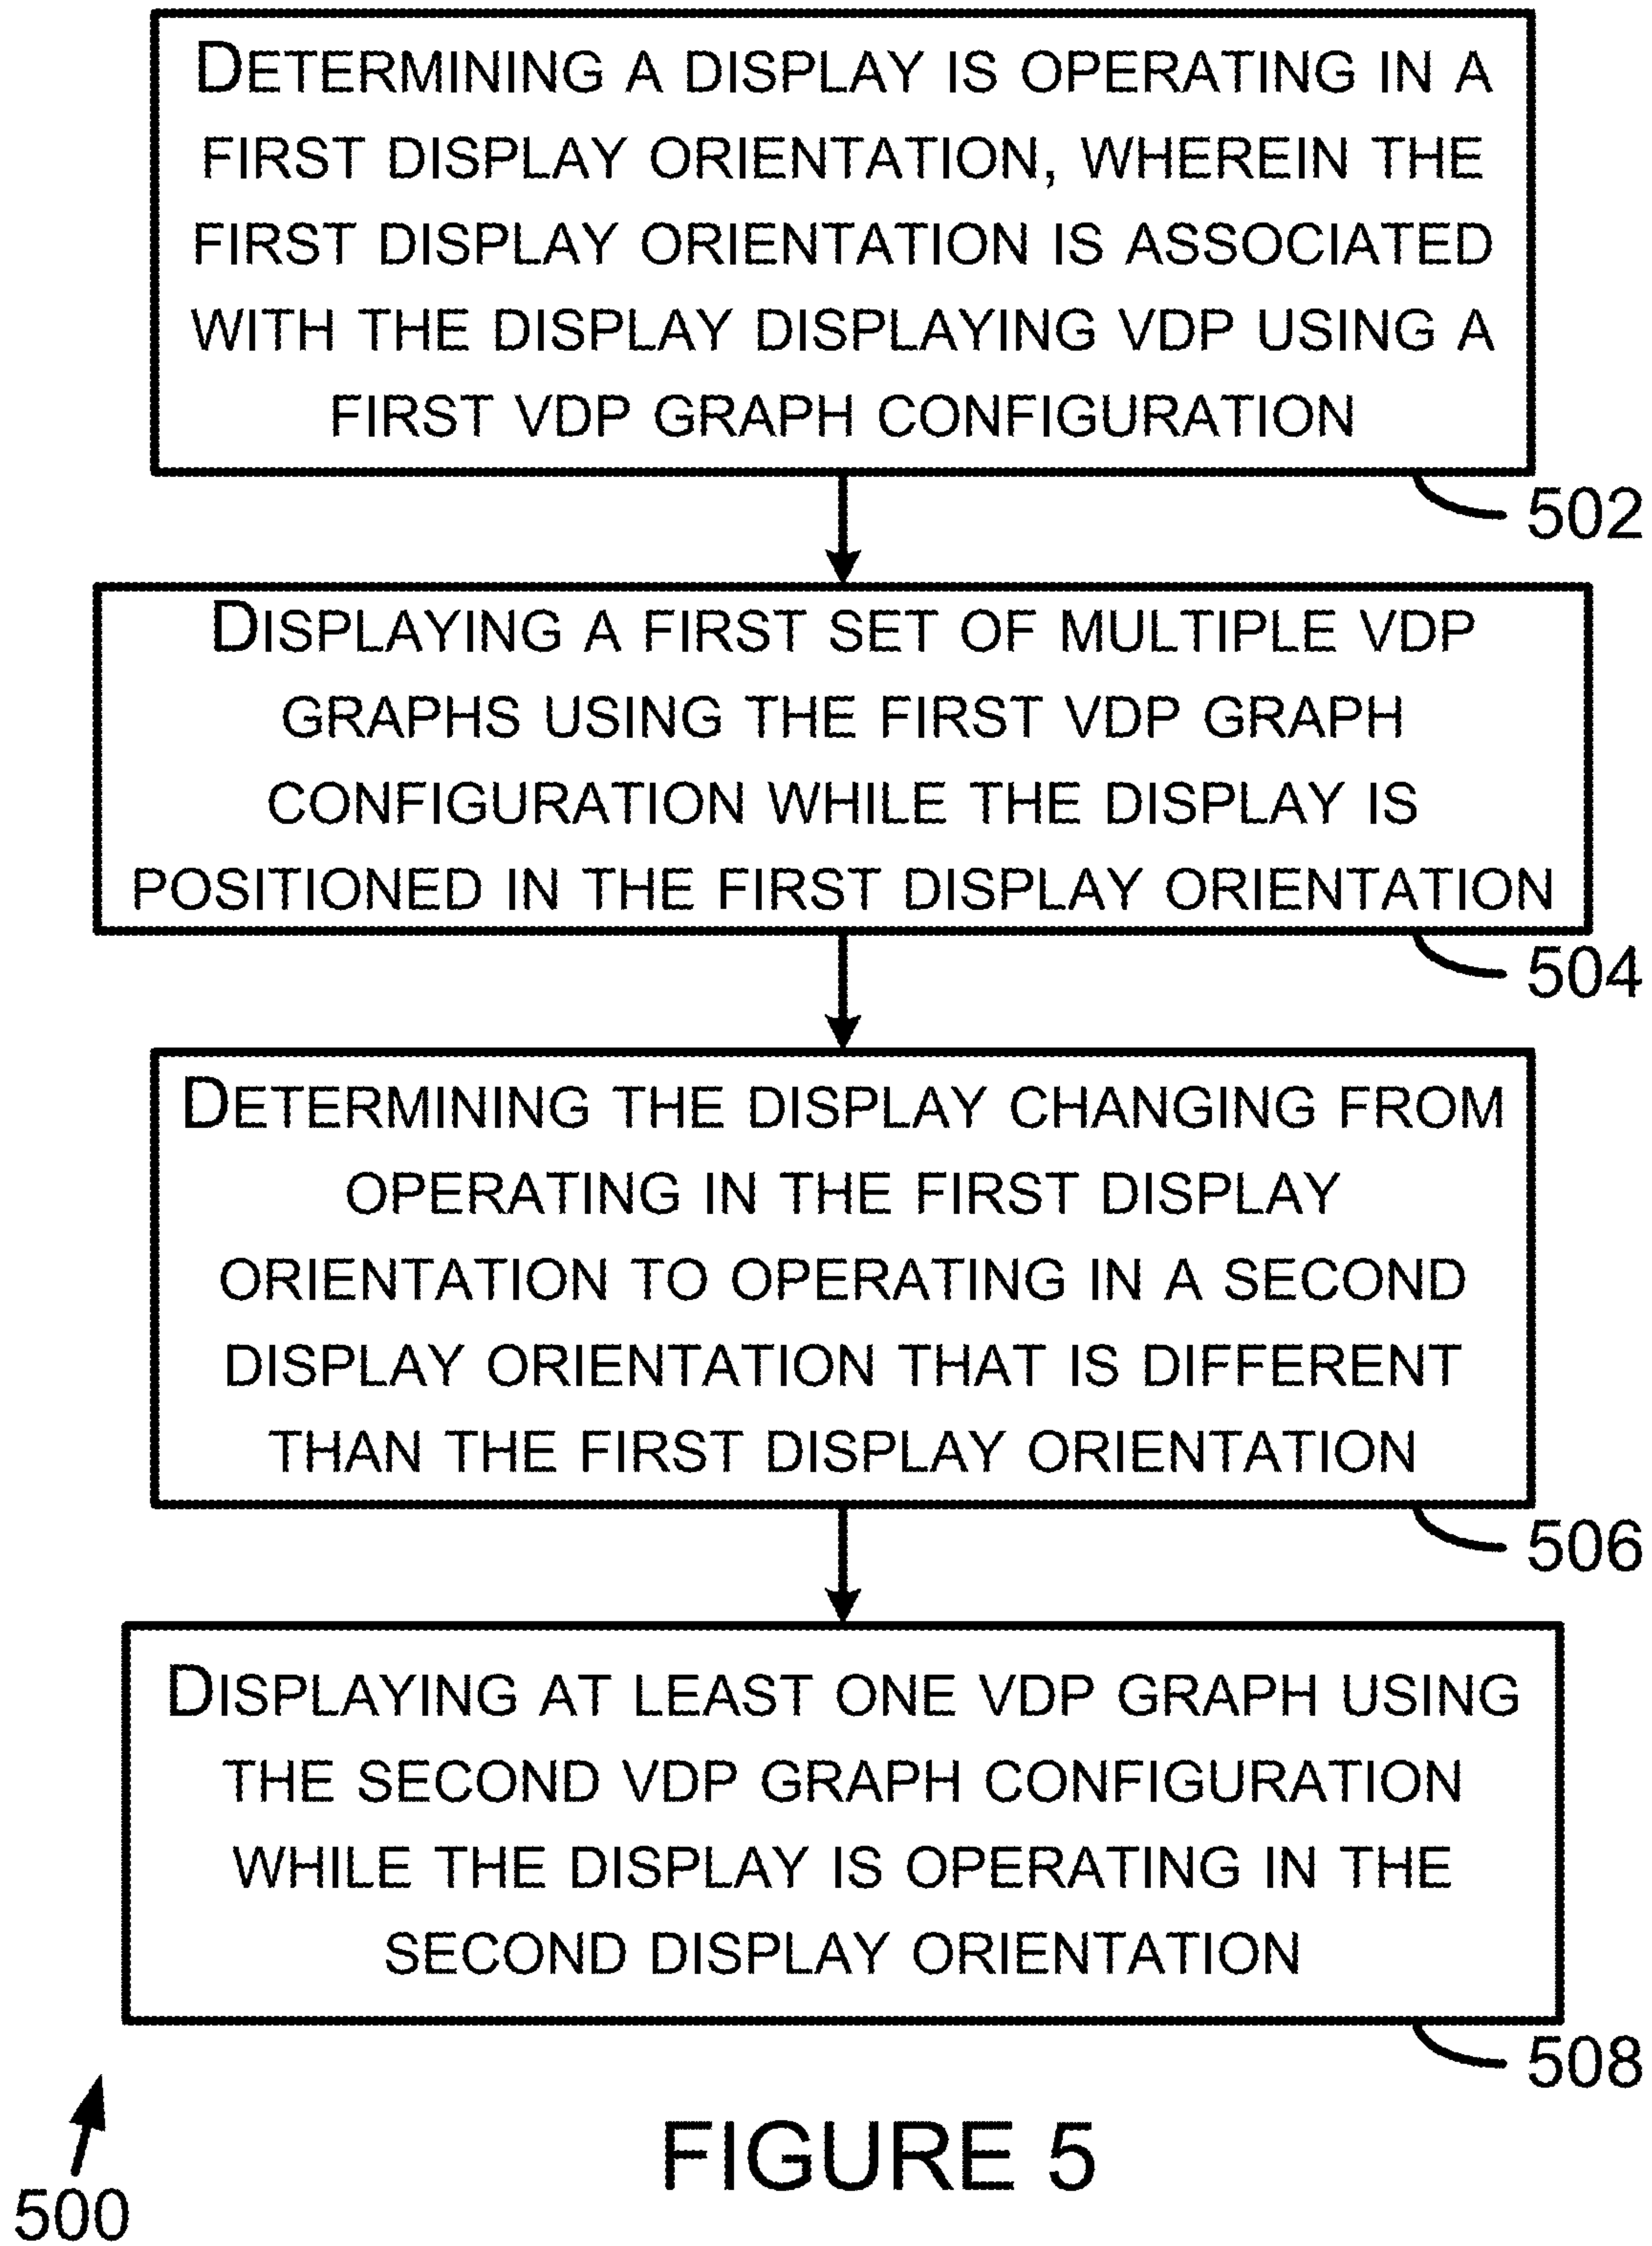 DETERMINING A DISPLAY IS OPERATING IN A
FIRST DISPLAY ORIENTATION, WHEREIN THE
FIRST DISPLAY ORIENTATION IS ASSOCIATED
WITH THE DISPLAY DISPLAYING VDP USING A
FIRST VDP GRAPH CONFIGURATION
502
DISPLAYING A FIRST SET OF MULTIPLE VDP
GRAPHS USING THE FIRST VDP GRAPH
CONFIGURATION WHILE THE DISPLAY IS
POSITIONED IN THE FIRST DISPLAY ORIENTATION
504
DETERMINING THE DISPLAY CHANGING FROM
OPERATING IN THE FIRST DISPLAY
ORIENTATION TO OPERATING IN A SECOND
DISPLAY ORIENTATION THAT IS DIFFERENT
THAN THE FIRST DISPLAY ORIENTATION
506
DISPLAYING AT LEAST ONE VDP GRAPH USING
THE SECOND VDP GRAPH CONFIGURATION
WHILE THE DISPLAY IS OPERATING IN THE
SECOND DISPLAY ORIENTATION
508
FIGURE 5
500